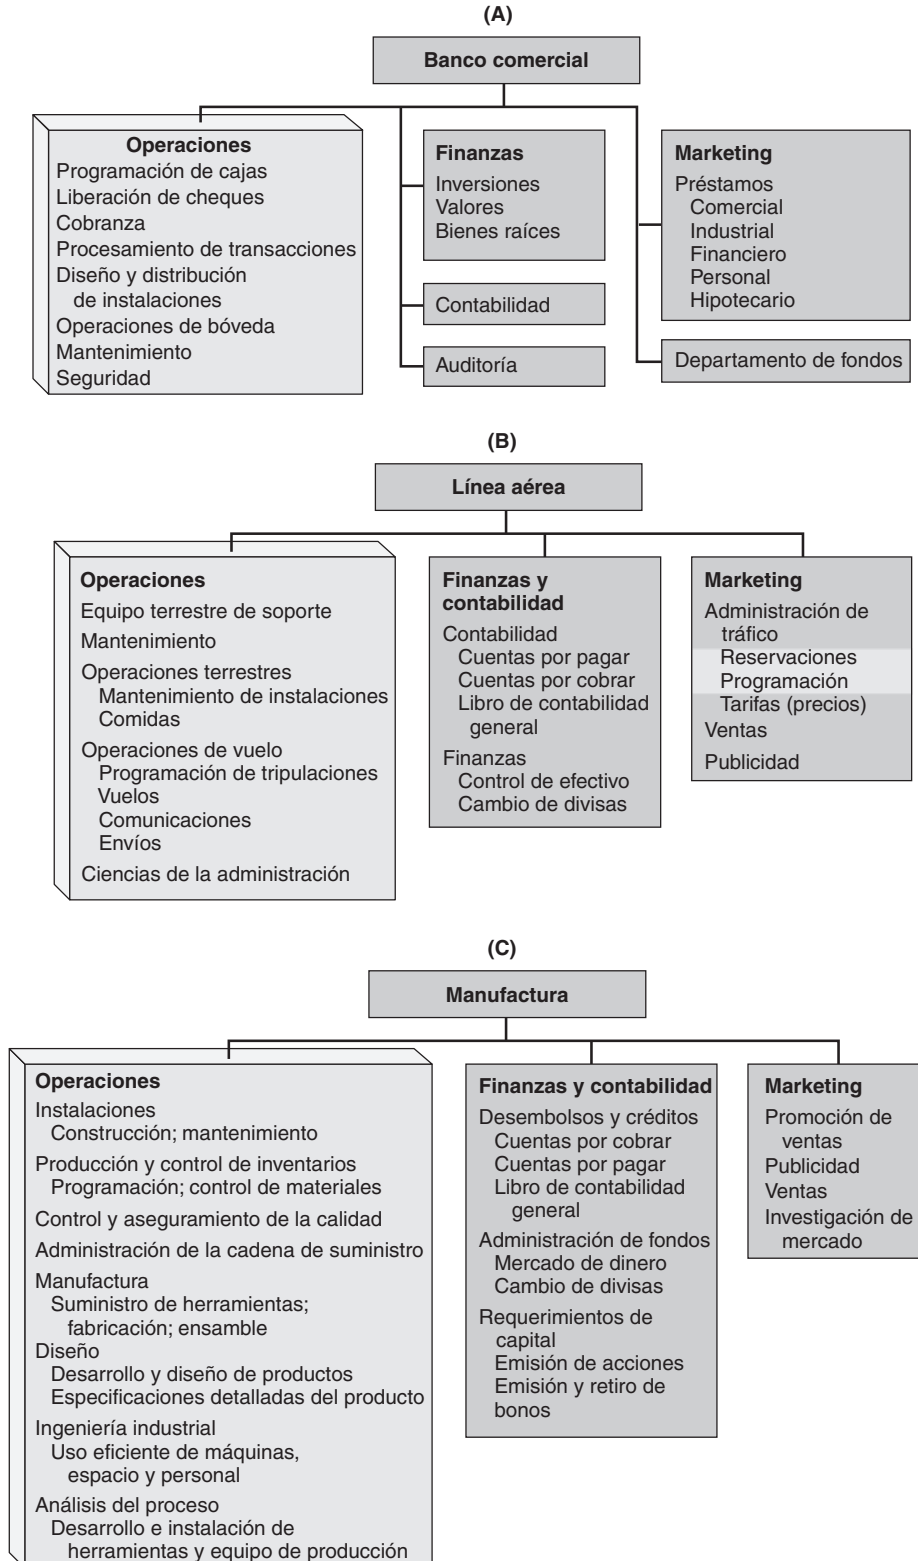 (A)
Banco comercial
Operaciones
Programación de cajas
Liberación de cheques
Cobranza
Procesamiento de transacciones
Diseño y distribución
de instalaciones
Operaciones de bóveda
Mantenimiento
Seguridad
Finanzas
Inversiones
Valores
Bienes raíces
Contabilidad
Auditoría
Marketing
Préstamos
Comercial
Industrial
Financiero
Personal
Hipotecario
Departamento de fondos
(B)
Línea aérea
Operaciones
Equipo terrestre de soporte
Mantenimiento
Operaciones terrestres
Mantenimiento de instalaciones
Comidas
Operaciones de vuelo
Programación de tripulaciones
Vuelos
Comunicaciones
Envíos
Ciencias de la administración
Finanzas y
contabilidad
Contabilidad
Cuentas por pagar
Cuentas por cobrar
Libro de contabilidad
general
Finanzas
Control de efectivo
Cambio de divisas
Marketing
Administración de
tráfico
Reservaciones
Programación
Tarifas (precios)
Ventas
Publicidad
(C)
Manufactura
Operaciones
Instalaciones
Construcción; mantenimiento
Producción y control de inventarios
Programación; control de materiales
Control y aseguramiento de la calidad
Administración de la cadena de suministro
Manufactura
Suministro de herramientas;
fabricación; ensamble
Diseño
Desarrollo y diseño de productos
Especificaciones detalladas del producto
Ingeniería industrial
Uso eficiente de máquinas,
espacio y personal
Análisis del proceso
Desarrollo e instalación de
herramientas y equipo de producción
Finanzas y contabilidad
Desembolsos y créditos
Cuentas por cobrar
Cuentas por pagar
Libro de contabilidad
general
Administración de fondos
Mercado de dinero
Cambio de divisas
Requerimientos de
capital
Emisión de acciones
Emisión y retiro de
bonos
Marketing
Promoción de
ventas
Publicidad
Ventas
Investigación de
mercado